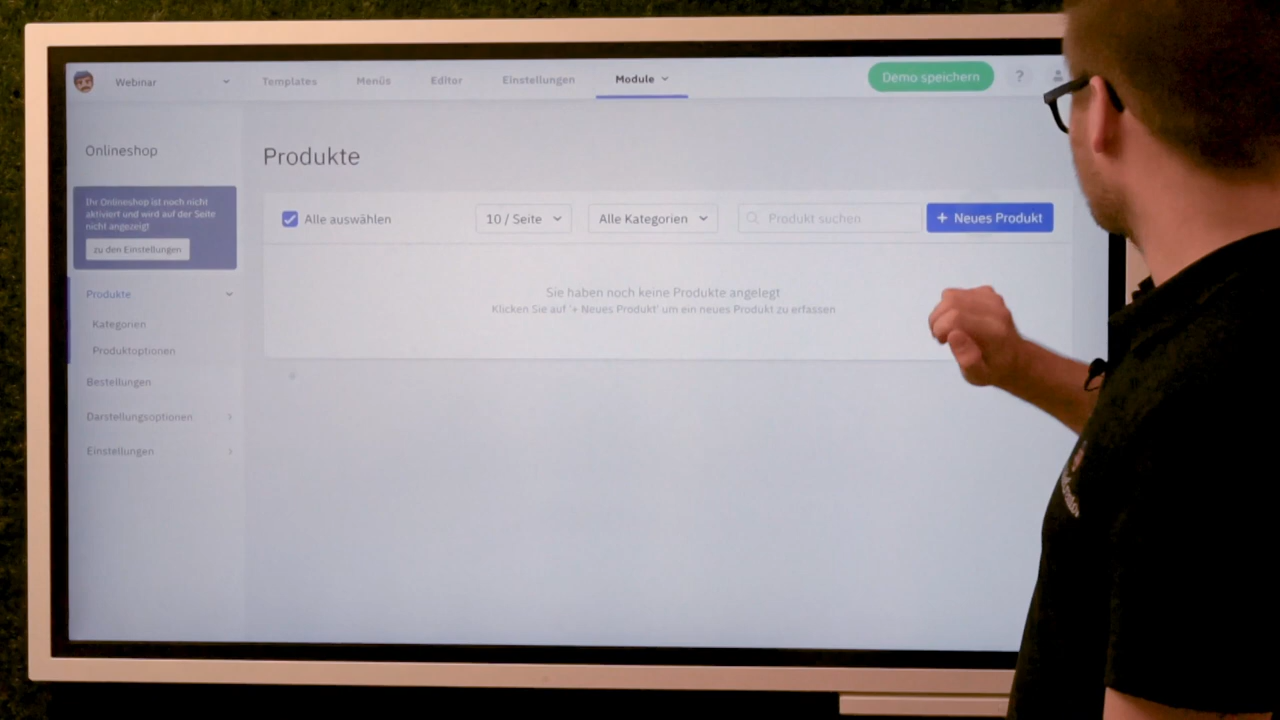 Webinar
Templates
Menüs
Editor
Einstellungen
Module
Demo speichern
?
Onlineshop
Ihr Onlineshop ist noch nicht
aktiviert und wird auf der Seite
nicht angezeigt
zu den Einstellungen
Produkte
Kategorien
Produktoptionen
Bestellungen
Darstellungsoptionen
Einstellungen
Produkte
Alle auswählen
10 / Seite
Alle Kategorien
Produkt suchen
+ Neues Produkt
Sie haben noch keine Produkte angelegt
Klicken Sie auf '+ Neues Produkt' um ein neues Produkt zu erfassen